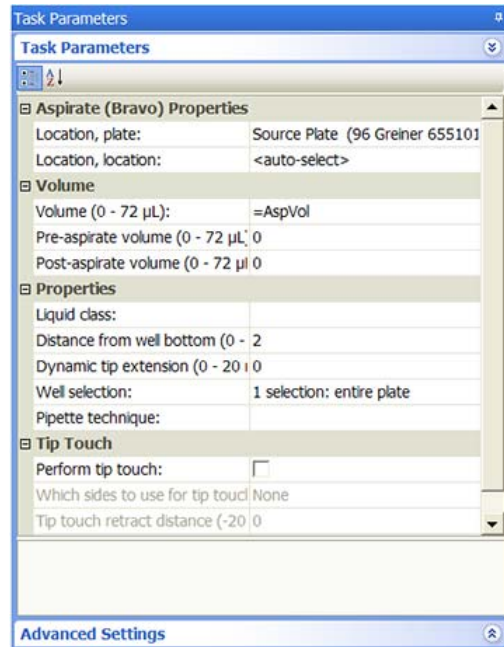 Task Parameters
Task Parameters
Aspirate (Bravo) Properties
Location, plate: Source Plate (96 Greiner 655101
Location, location: <auto-select>
Volume
Volume (0 - 72 µL): =AspVol
Pre-aspirate volume (0 - 72 µL) 0
Post-aspirate volume (0 - 72 µl 0
Properties
Liquid class:
Distance from well bottom (0 - 2
Dynamic tip extension (0 - 20 0
Well selection: 1 selection: entire plate
Pipette technique:
Tip Touch
Perform tip touch:
Which sides to use for tip toucl None
Tip touch retract distance (-20 0
Advanced Settings